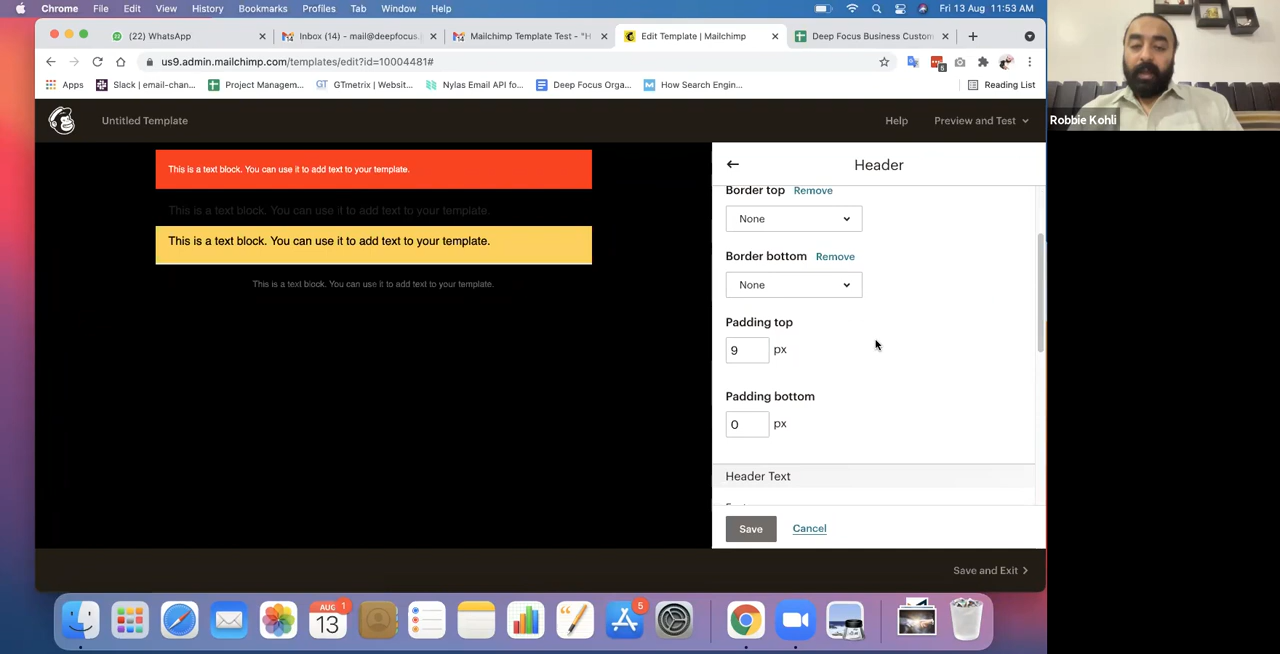 Chrome File Edit View History Bookmarks Profiles Tab Window Help Fri 13 Aug 11:53 AM
(22) WhatsApp Inbox (14) - mail@deepfocus. Mailchimp Template Test - "H Edit Template | Mailchimp Deep Focus Business Custom
us9.admin.mailchimp.com/templates/edit?id=10004481#
6
Apps Slack | email-chan... Project Managem... GTmetrix | Websit... Nylas Email API fo... Deep Focus Orga... How Search Engin... Reading List
Untitled Template Help Preview and Test
Robbie Kohli
Header
This is a text block. You can use it to add text to your template.
This is a text block. You can use it to add text to your template.
This is a text block. You can use it to add text to your template.
This is a text block. You can use it to add text to your template.
Border top Remove
None
Border bottom Remove
None
Padding top
9 px
Padding bottom
0 px
Header Text
Save Cancel
Save and Exit
AUG 1
13
5